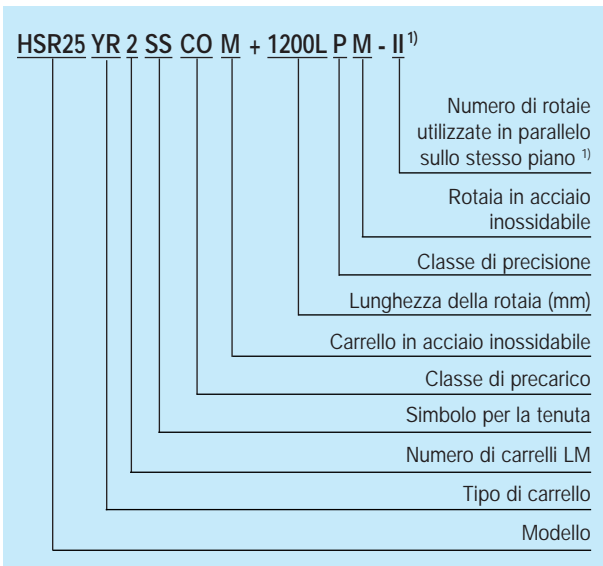 HSR25 YR 2 SS CO M + 1200L P M - II 1)
Numero di rotaie
utilizzate in parallelo
sullo stesso piano 1)
Rotaia in acciaio
inossidabile
Classe di precisione
Lunghezza della rotaia (mm)
Carrello in acciaio inossidabile
Classe di precarico
Simbolo per la tenuta
Numero di carrelli LM
Tipo di carrello
Modello